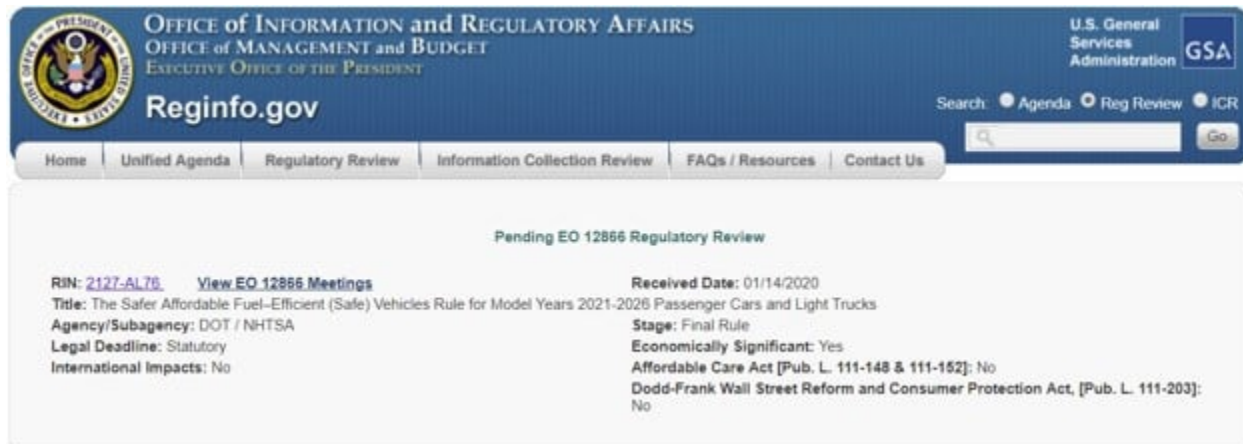 OFFICE of INFORMATION and REGULATORY AFFAIRS
OFFICE of MANAGEMENT and BUDGET
EXECUTIVE OFFICE OF THE PRESIDENT
Reginfo.gov
U.S. General
Services
Administration
GSA
Search: Agenda Reg Review ICR
Go
Home Unified Agenda Regulatory Review Information Collection Review FAQs / Resources Contact Us
Pending EO 12866 Regulatory Review
RIN: 2127-AL76 View EO 12866 Meetings Received Date: 01/14/2020
Title: The Safer Affordable Fuel–Efficient (Safe) Vehicles Rule for Model Years 2021-2026 Passenger Cars and Light Trucks
Agency/Subagency: DOT / NHTSA Stage: Final Rule
Legal Deadline: Statutory Economically Significant: Yes
International Impacts: No Affordable Care Act [Pub. L. 111-148 & 111-152]: No
Dodd-Frank Wall Street Reform and Consumer Protection Act, [Pub. L. 111-203]:
No